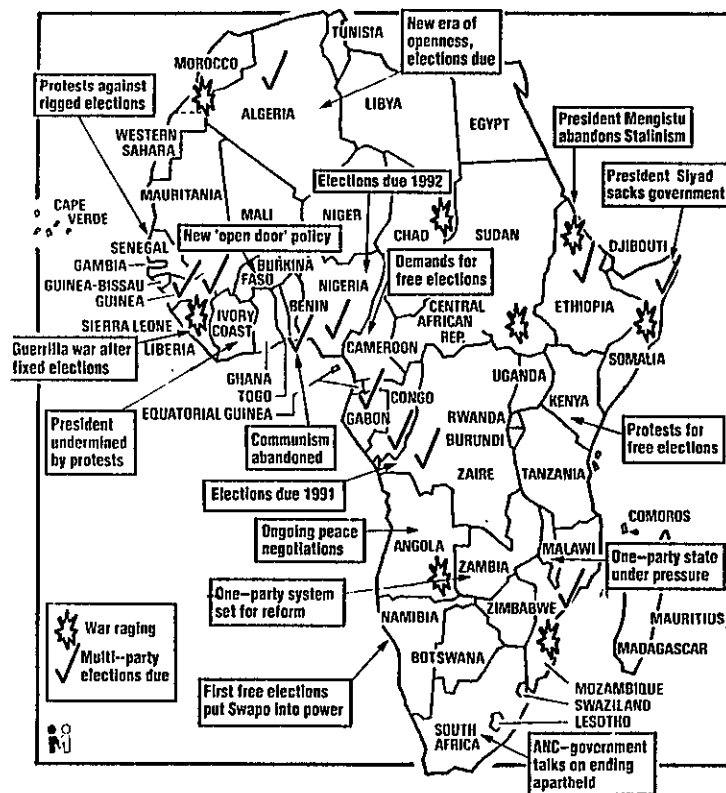 New era of
openness,
elections due
TUNISIA
MOROCCO
Protests against
rigged elections
ALGERIA
LIBYA
EGYPT
President Mengistu
abandons Stalinism
WESTERN
SAHARA
President Siyad
sacks government
Elections due 1992
MAURITANIA
CAPE
VERDE
MALI
NIGER
CHAD
SUDAN
New 'open door' policy
DJIBOUTI
SENEGAL
GAMBIA
GUINEA-BISSAU
GUINEA
BURKINA
FASO
BENIN
NIGERIA
Demands for
free elections
ETHIOPIA
IVORY
COAST
SIERRA LEONE
LIBERIA
CENTRAL
AFRICAN
REP.
Guerrilla war after
fixed elections
CAMEROON
SOMALIA
UGANDA
GHANA
TOGO
EQUATORIAL GUINEA
KENYA
CONGO
GABON
RWANDA
BURUNDI
President
undermined
by protests
Communism
abandoned
Protests for
free elections
ZAIRE
TANZANIA
Elections due 1991
COMOROS
Ongoing peace
negotiations
ANGOLA
MALAWI
One-party state
under pressure
ZAMBIA
One-party system
set for reform
ZIMBABWE
NAMIBIA
MAURITIUS
War raging
Multi--party
elections due
MADAGASCAR
BOTSWANA
First free elections
put Swapo into power
MOZAMBIQUE
SWAZILAND
LESOTHO
SOUTH
AFRICA
ANC-government
talks on ending
apartheid